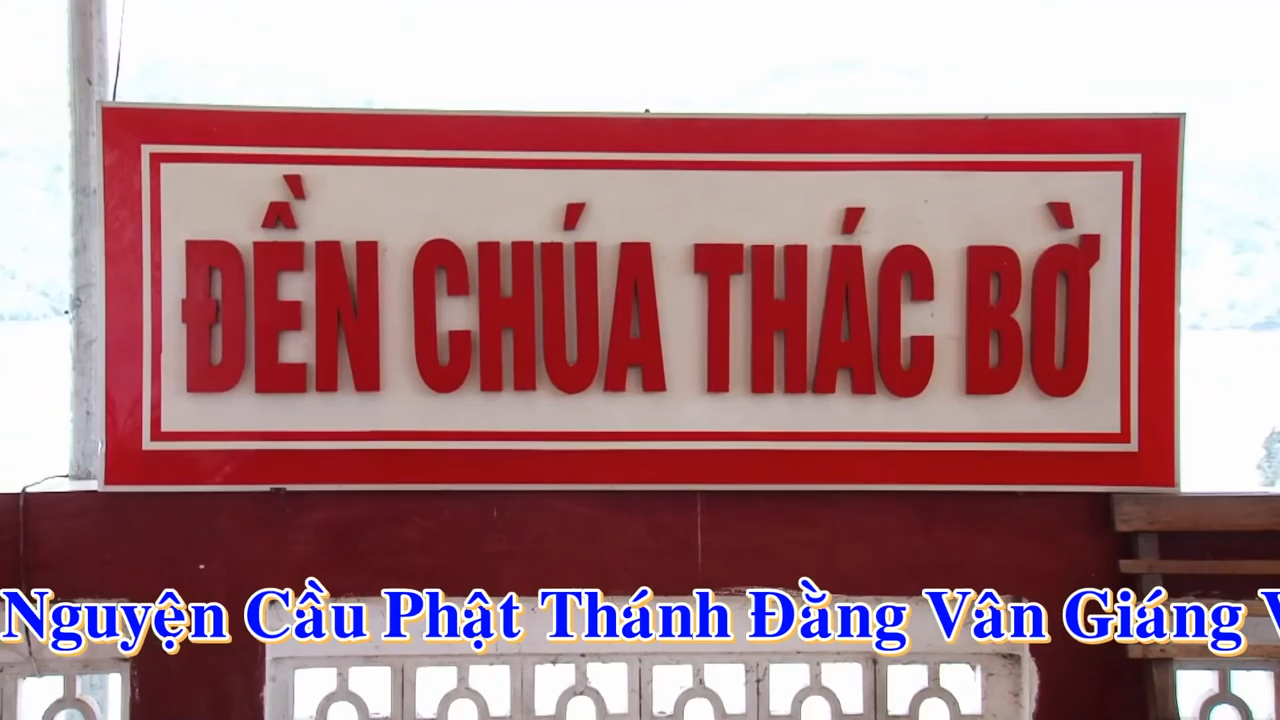 ĐỀN CHÚA THÁC BỜ
Nguyện Cầu Phật Thánh Đằng Vân Giáng